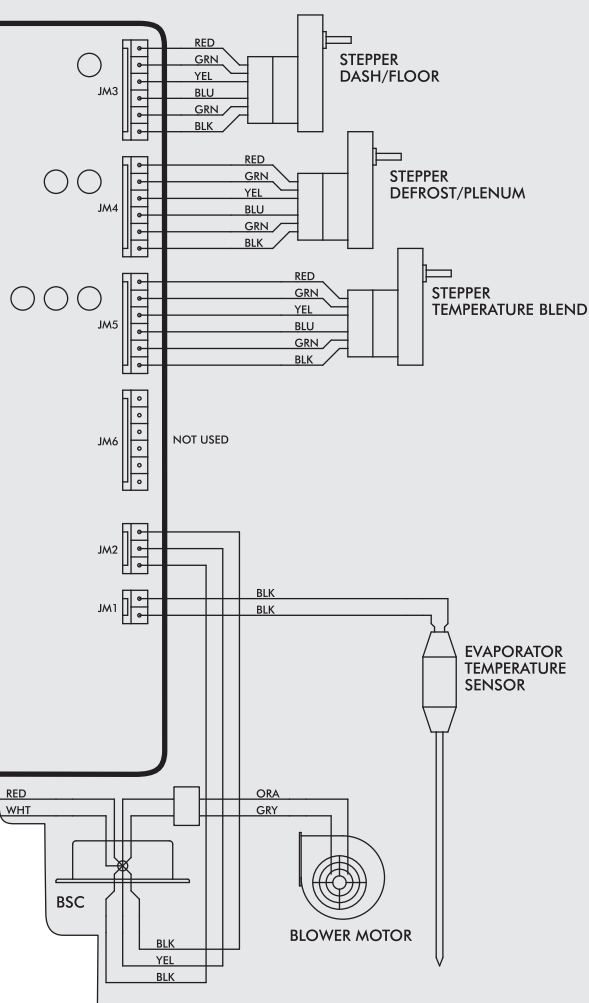 JM3
RED
GRN
YEL
BLU
GRN
BLK
STEPPER
DASH/FLOOR
JM4
RED
GRN
YEL
BLU
GRN
BLK
STEPPER
DEFROST/PLENUM
JM5
RED
GRN
YEL
BLU
GRN
BLK
STEPPER
TEMPERATURE BLEND
JM6
NOT USED
JM2
JM1
BLK
BLK
EVAPORATOR
TEMPERATURE
SENSOR
RED
WHT
ORA
GRY
BSC
BLOWER MOTOR
BLK
YEL
BLK